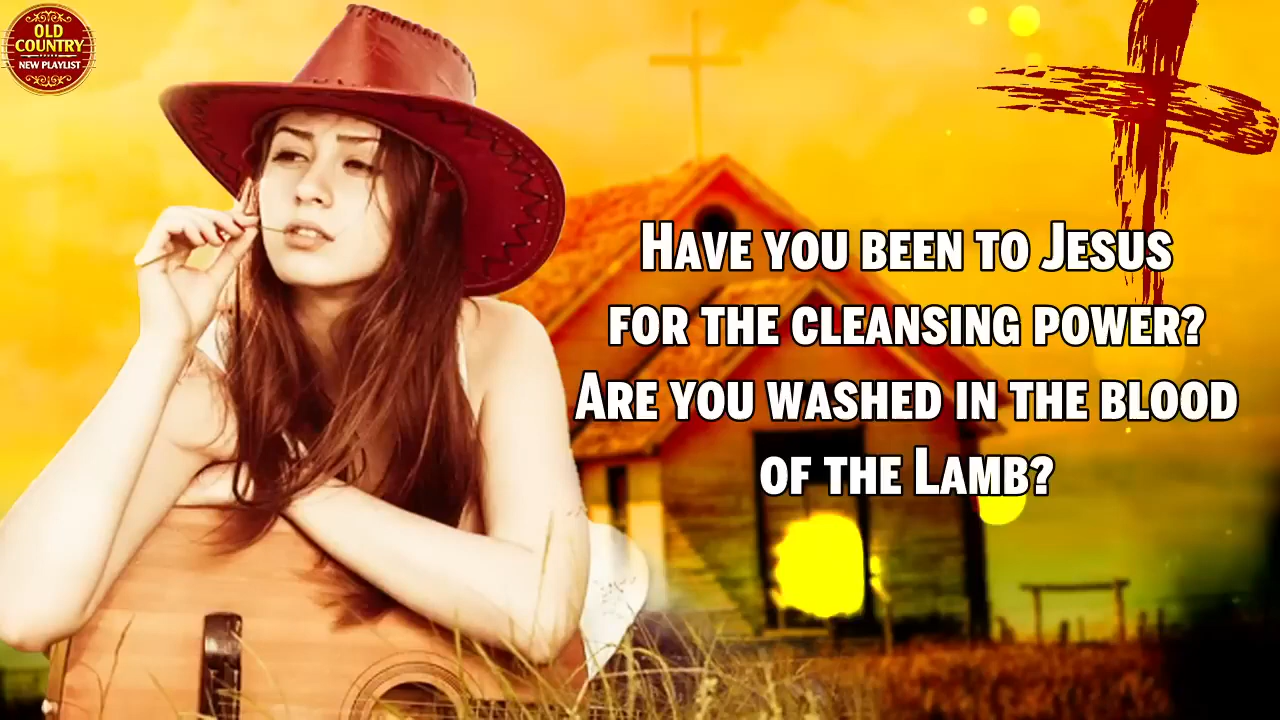 OLD
COUNTRY
NEW PLAYLIST
Have you been to Jesus
for the cleansing power?
Are you washed in the blood
of the Lamb?